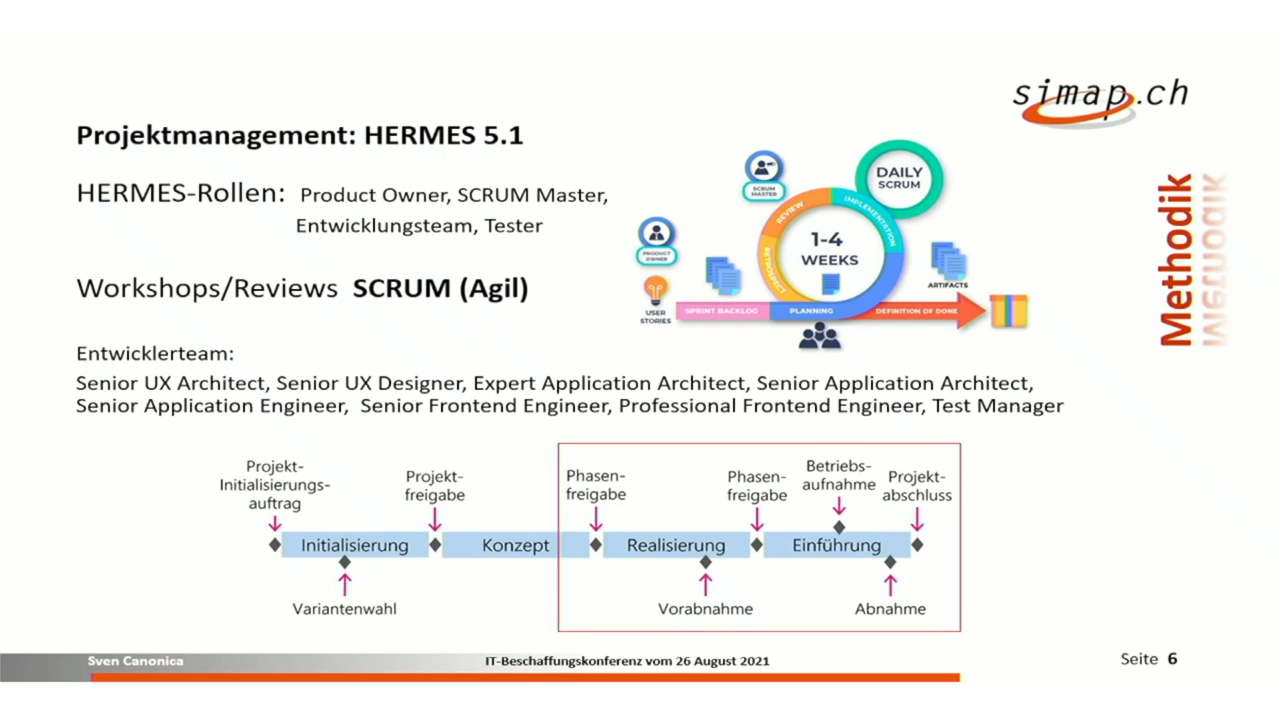 simap.ch
Projektmanagement: HERMES 5.1
HERMES-Rollen: Product Owner, SCRUM Master,
Entwicklungsteam, Tester
Workshops/Reviews SCRUM (Agil)
SCRUM
MASTER
DAILY
SCRUM
REVIEW
IMPLEMENTATION
PRODUCT
OWNER
1-4
WEEKS
RETROSPECT
ARTIFACTS
USER
STORIES
SPRINT BACKLOG
PLANNING
DEFINITION OF DONE
Methodik
Entwicklerteam:
Senior UX Architect, Senior UX Designer, Expert Application Architect, Senior Application Architect,
Senior Application Engineer, Senior Frontend Engineer, Professional Frontend Engineer, Test Manager
Projekt-
Initialisierungs-
auftrag
Projekt-
freigabe
Phasen-
freigabe
Phasen-
freigabe
Betriebs-
aufnahme
Projekt-
abschluss
Initialisierung
Konzept
Realisierung
Einführung
Variantenwahl
Vorabnahme
Abnahme
Sven Canonica
IT-Beschaffungskonferenz vom 26 August 2021
Seite 6